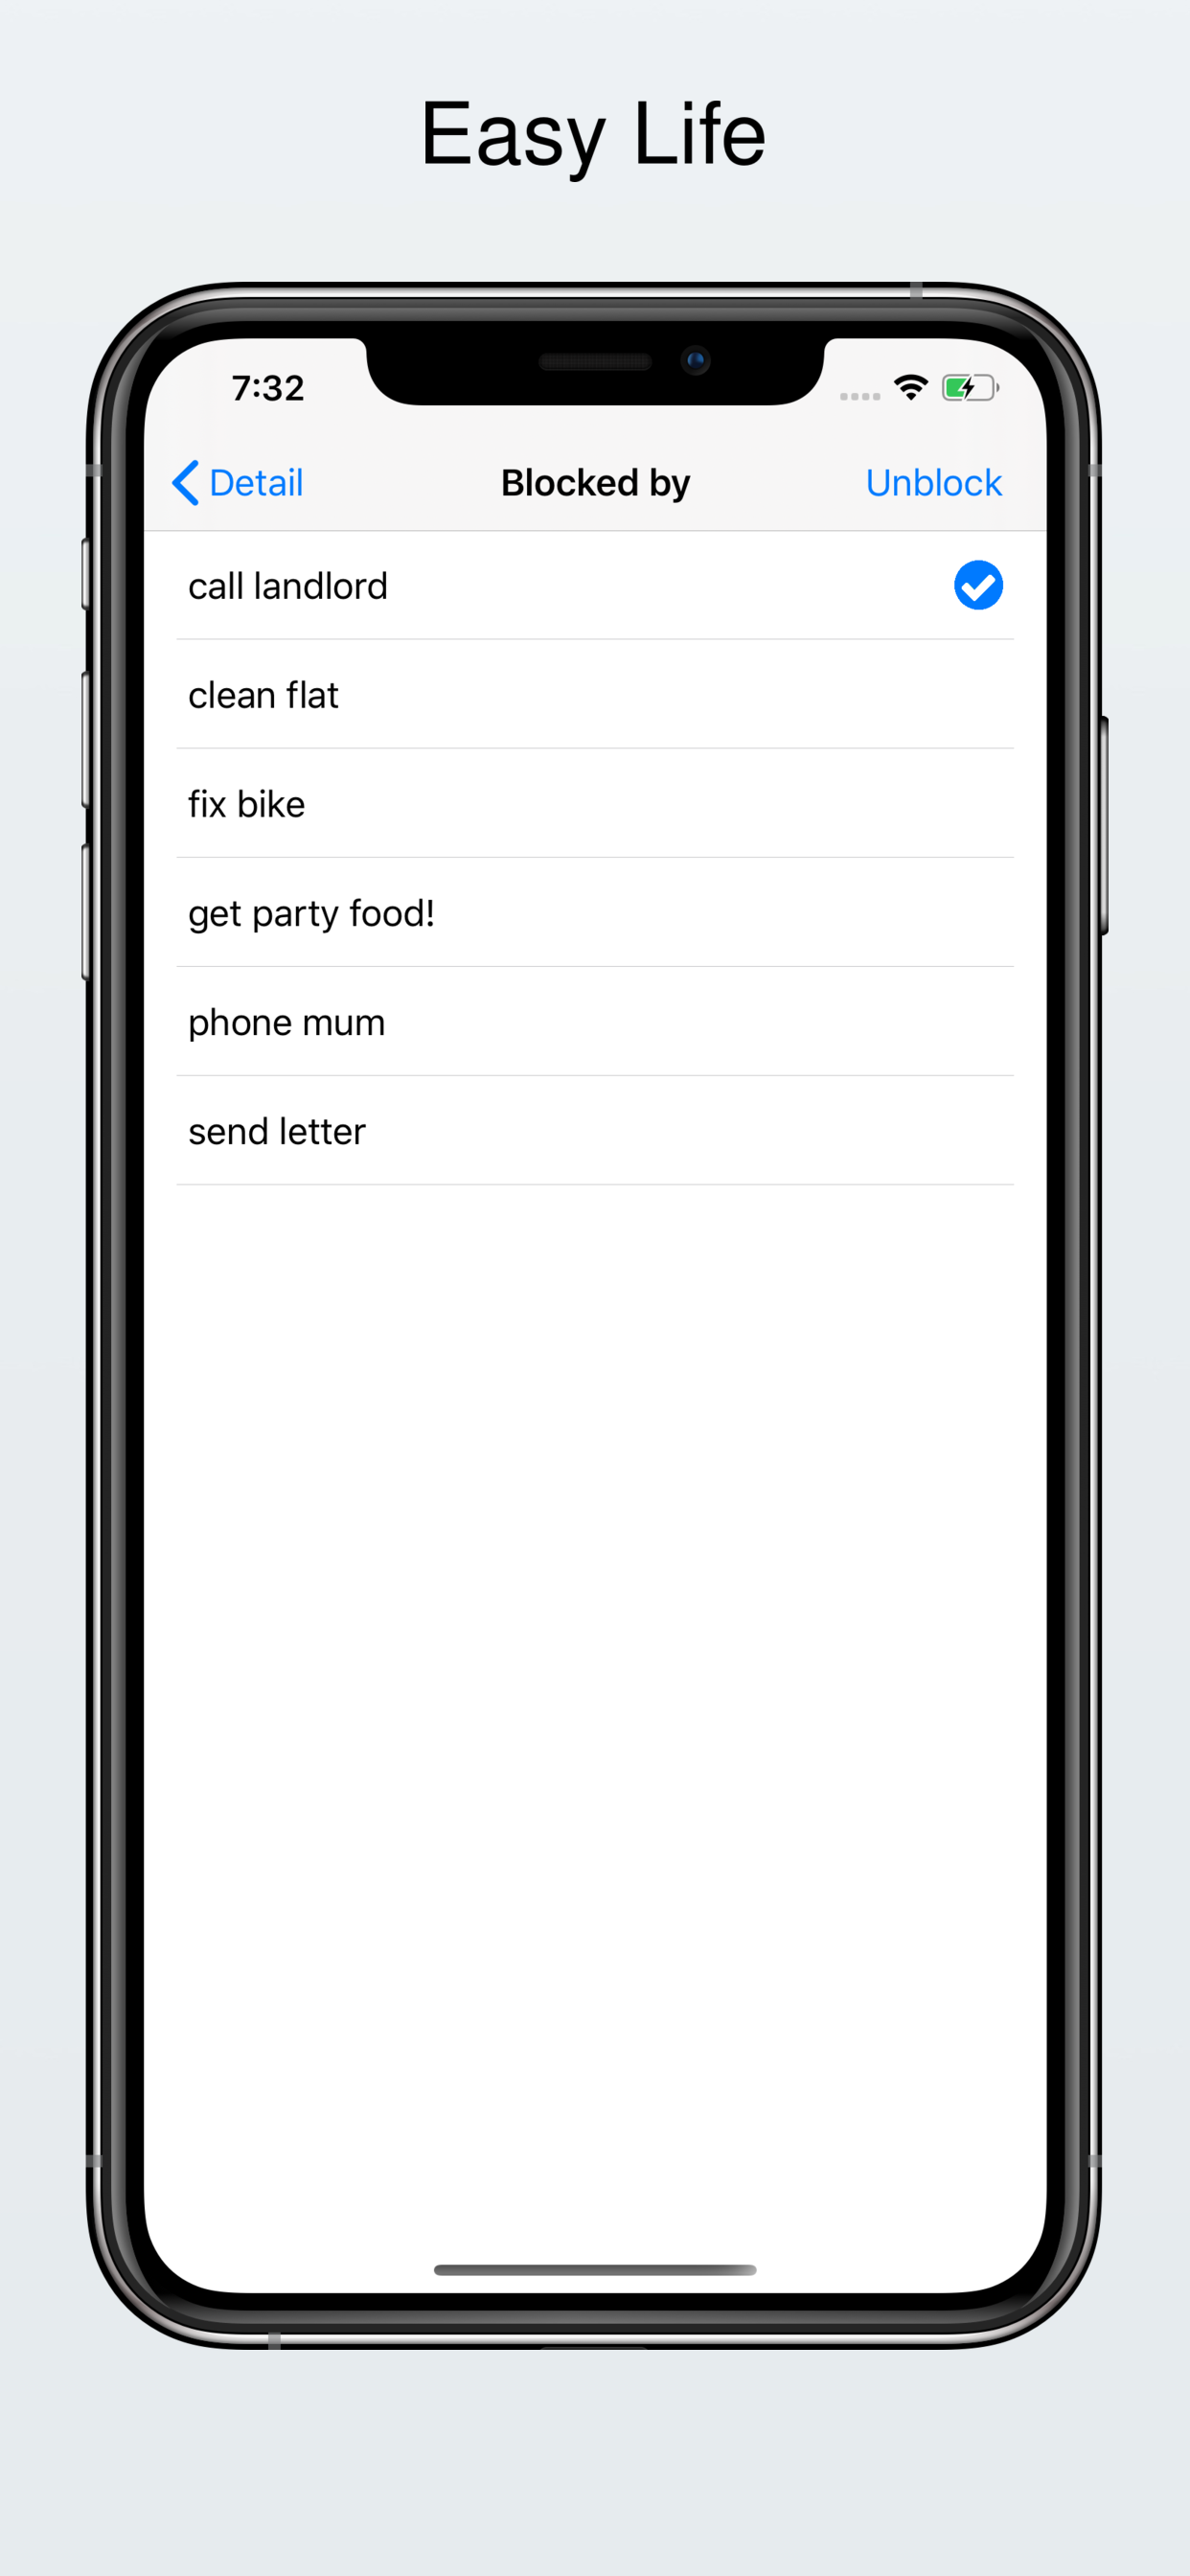 Easy Life
7:32
Detail
Blocked by
Unblock
call landlord
clean flat
fix bike
get party food!
phone mum
send letter